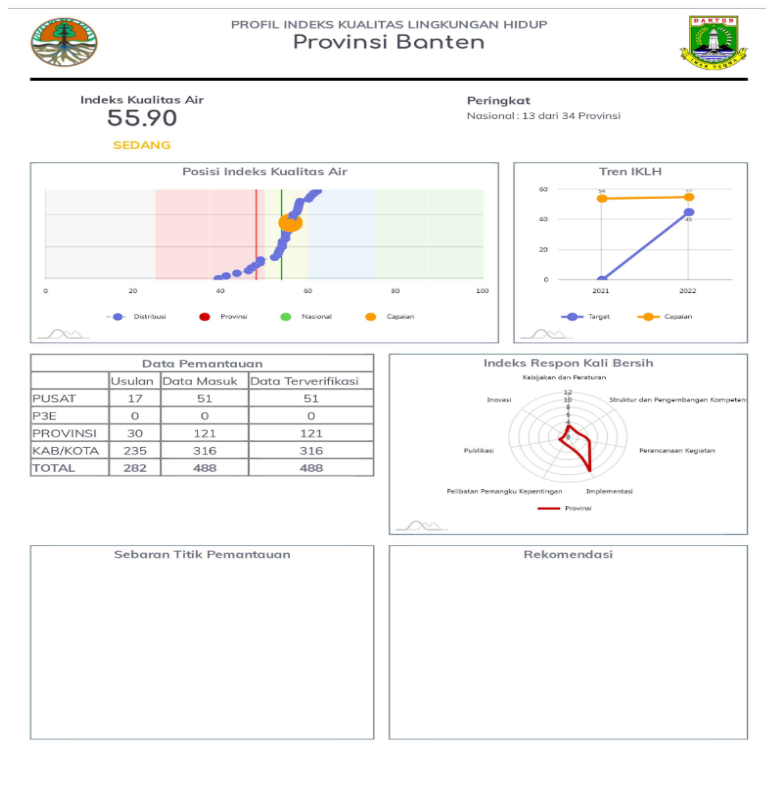 PROFIL INDEKS KUALITAS LINGKUNGAN HIDUP
Provinsi Banten
BANTEN
IMAN TAQWA
Indeks Kualitas Air
55.90
SEDANG
Peringkat
Nasional : 13 dari 34 Provinsi
Posisi Indeks Kualitas Air
0 20 40 60 80 100
Distribusi Provinsi Nasional Capaian
Tren IKLH
60
40
20
0
54
45
2021 2022
Target Capaian
Data Pemantauan
Usulan Data Masuk Data Terverifikasi
PUSAT 17 51 51
P3E 0 0 0
PROVINSI 30 121 121
KAB/KOTA 235 316 316
TOTAL 282 488 488
Indeks Respon Kali Bersih
Kebijakan dan Peraturan
12
10
8
6
4
Inovasi
Struktur dan Pengembangan Kompeten
Publikasi
Perencanaan Kegiatan
Pelibatan Pemangku Kepentingan
Implementasi
Provinsi
Sebaran Titik Pemantauan
Rekomendasi